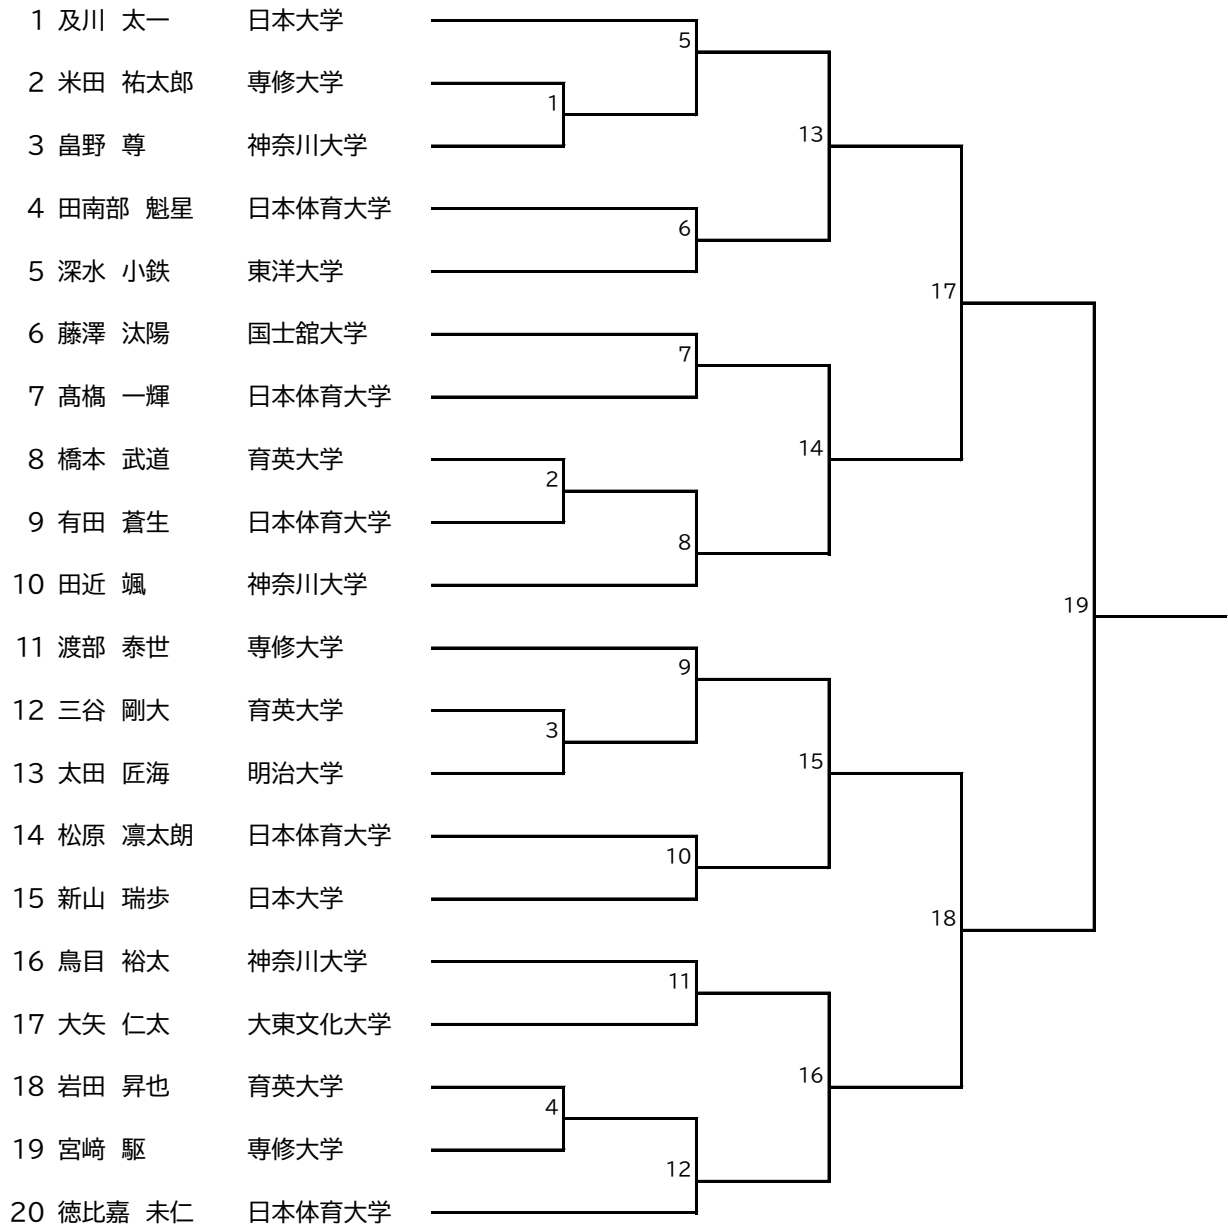 1 及川 太一 日本大学
5
2 米田 祐太郎 専修大学
1
13
3 畠野 尊 神奈川大学
4 田南部 魁星 日本体育大学
6
5 深水 小鉄 東洋大学
17
6 藤澤 汰陽 国士舘大学
7
7 髙槗 一輝 日本体育大学
14
8 橋本 武道 育英大学
2
9 有田 蒼生 日本体育大学
8
10 田近 颯 神奈川大学
19
11 渡部 泰世 専修大学
9
12 三谷 剛大 育英大学
3
15
13 太田 匠海 明治大学
14 松原 凛太朗 日本体育大学
10
15 新山 瑞歩 日本大学
18
16 鳥目 裕太 神奈川大学
11
17 大矢 仁太 大東文化大学
16
18 岩田 昇也 育英大学
4
19 宮﨑 駆 専修大学
12
20 徳比嘉 未仁 日本体育大学